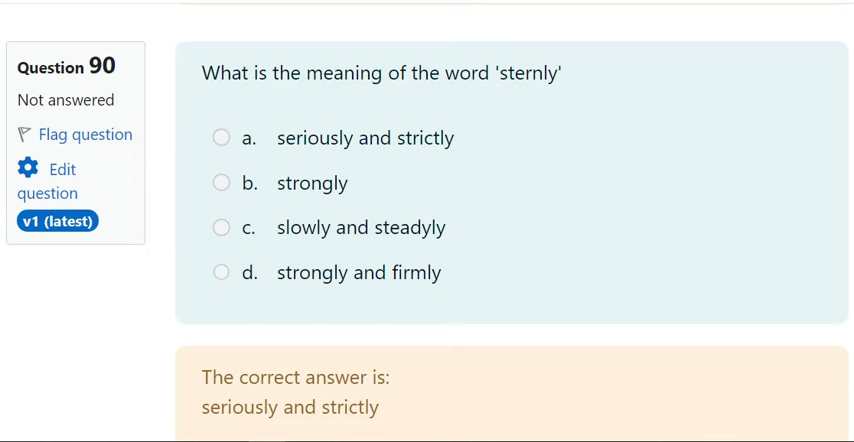 Question 90
Not answered
Flag question
Edit
question
v1 (latest)
What is the meaning of the word 'sternly'
a. seriously and strictly
b. strongly
c. slowly and steadyly
d. strongly and firmly
The correct answer is:
seriously and strictly